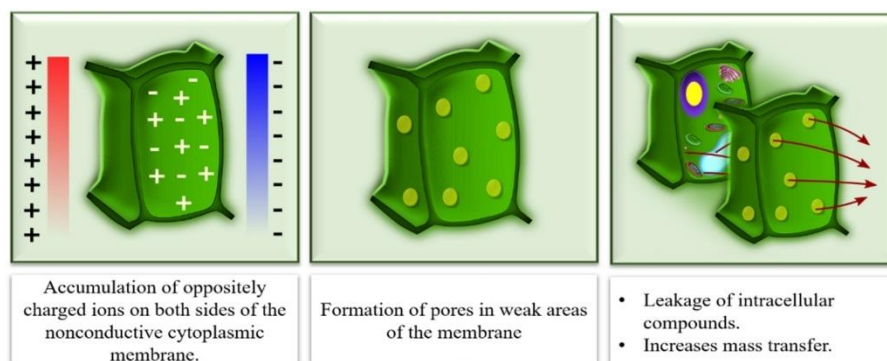 Accumulation of oppositely
charged ions on both sides of the
nonconductive cytoplasmic
membrane.
Formation of pores in weak areas
of the membrane
• Leakage of intracellular
compounds.
• Increases mass transfer.